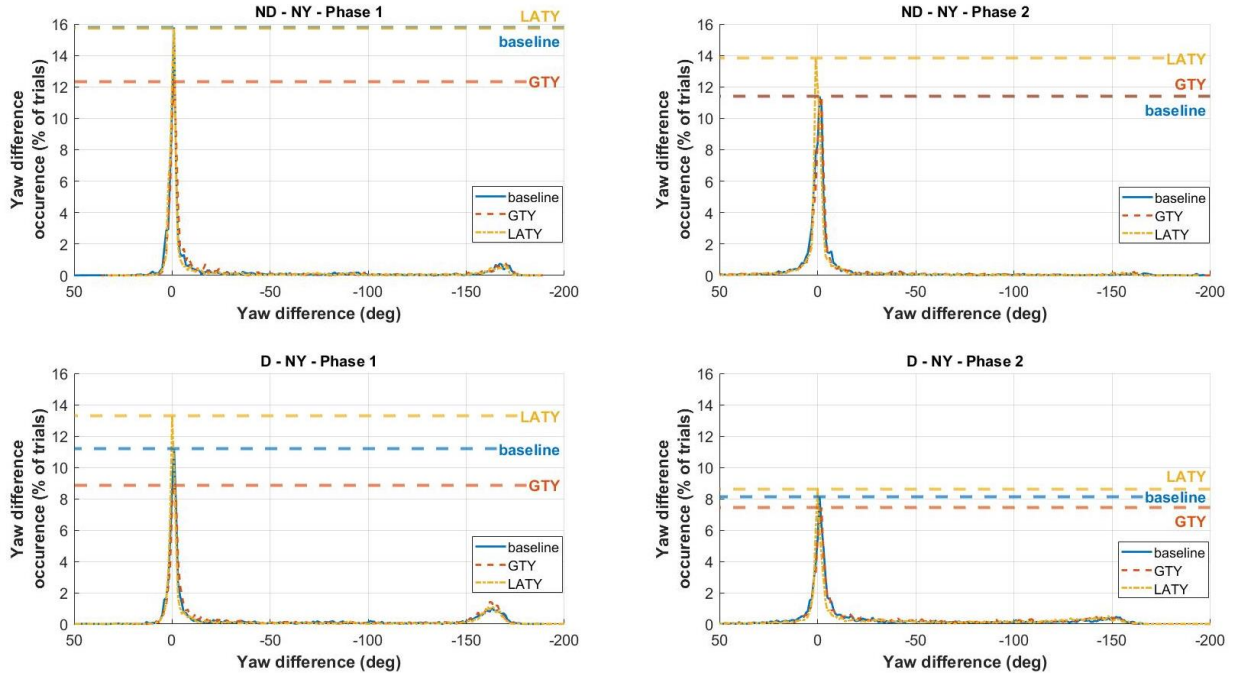 ND - NY - Phase 1
Yaw difference
occurence (% of trials)
16
14
12
10
8
6
4
2
0
LATY
baseline
GTY
baseline
GTY
LATY
50
0
-50
-100
-150
-200
Yaw difference (deg)
ND - NY - Phase 2
Yaw difference
occurence (% of trials)
16
14
12
10
8
6
4
2
0
LATY
GTY
baseline
baseline
GTY
LATY
50
0
-50
-100
-150
-200
Yaw difference (deg)
D - NY - Phase 1
Yaw difference
occurence (% of trials)
16
14
12
10
8
6
4
2
0
LATY
baseline
GTY
baseline
GTY
LATY
50
0
-50
-100
-150
-200
Yaw difference (deg)
D - NY - Phase 2
Yaw difference
occurence (% of trials)
16
14
12
10
8
6
4
2
0
LATY
baseline
GTY
baseline
GTY
LATY
50
0
-50
-100
-150
-200
Yaw difference (deg)